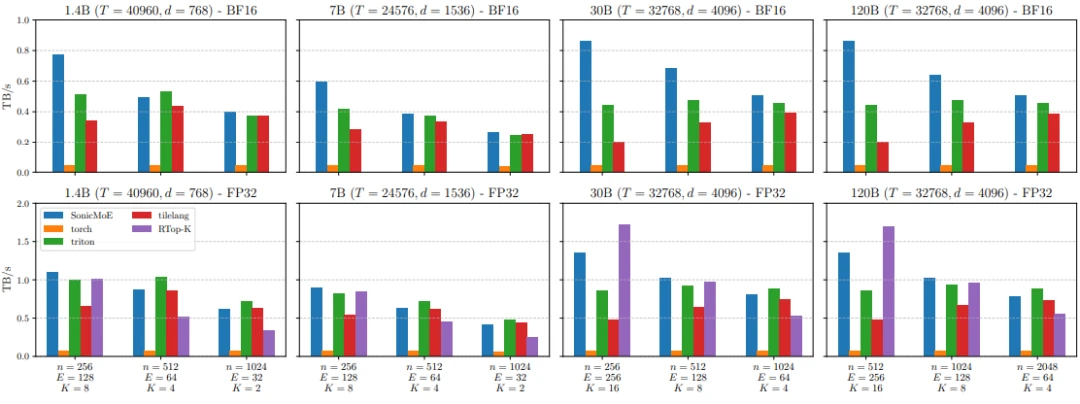 1.4B (T = 40960, d = 768) - BF16
7B (T = 24576, d = 1536) - BF16
30B (T = 32768, d = 4096) - BF16
120B (T = 32768, d = 4096) - BF16
1.0
0.8
0.6
0.4
0.2
0.0
TB/s
1.4B (T = 40960, d = 768) - FP32
7B (T = 24576, d = 1536) - FP32
30B (T = 32768, d = 4096) - FP32
120B (T = 32768, d = 4096) - FP32
2.0
1.5
1.0
0.5
0.0
TB/s
SonicMoE
torch
triton
tilelang
RTop-K
n = 256
E = 128
K = 8
n = 512
E = 64
K = 4
n = 1024
E = 32
K = 2
n = 256
E = 128
K = 8
n = 512
E = 64
K = 4
n = 1024
E = 32
K = 2
n = 256
E = 256
K = 16
n = 512
E = 128
K = 8
n = 1024
E = 64
K = 4
n = 512
E = 256
K = 16
n = 1024
E = 128
K = 8
n = 2048
E = 64
K = 4